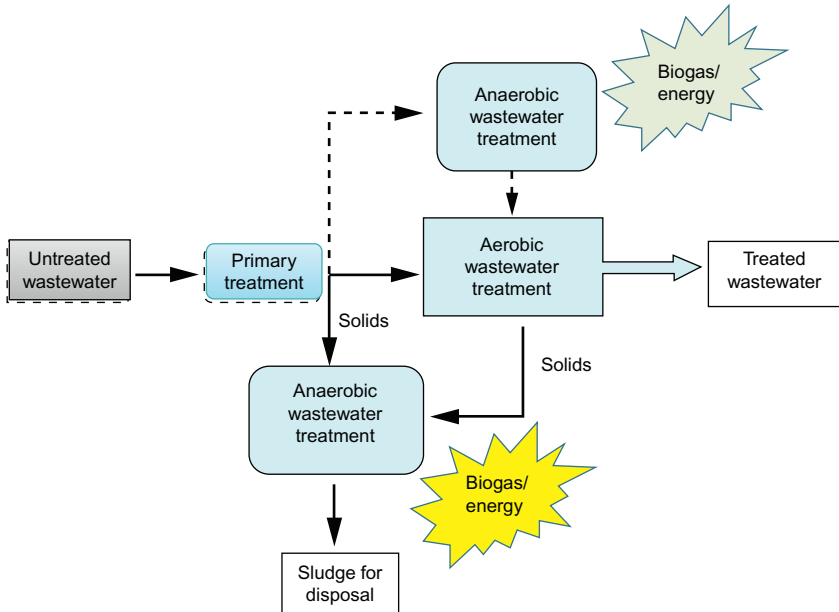 Biogas/
energy
Anaerobic
wastewater
treatment
Untreated
wastewater
Primary
treatment
Aerobic
wastewater
treatment
Treated
wastewater
Solids
Solids
Anaerobic
wastewater
treatment
Biogas/
energy
Sludge for
disposal